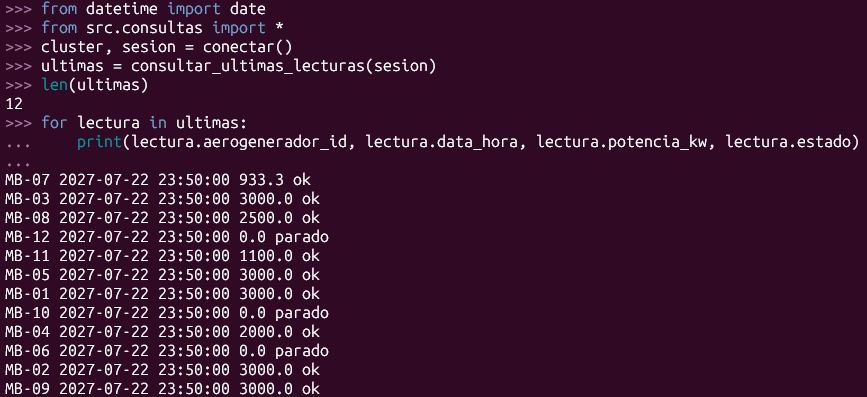 >>> from datetime import date
>>> from src.consultas import *
>>> cluster, sesion = conectar()
>>> ultimas = consultar_ultimas_lecturas(sesion)
>>> len(ultimas)
12
>>> for lectura in ultimas:
...     print(lectura.aerogenerador_id, lectura.data_hora, lectura.potencia_kw, lectura.estado)
...
MB-07 2027-07-22 23:50:00 933.3 ok
MB-03 2027-07-22 23:50:00 3000.0 ok
MB-08 2027-07-22 23:50:00 2500.0 ok
MB-12 2027-07-22 23:50:00 0.0 parado
MB-11 2027-07-22 23:50:00 1100.0 ok
MB-05 2027-07-22 23:50:00 3000.0 ok
MB-01 2027-07-22 23:50:00 3000.0 ok
MB-10 2027-07-22 23:50:00 0.0 parado
MB-04 2027-07-22 23:50:00 2000.0 ok
MB-06 2027-07-22 23:50:00 0.0 parado
MB-02 2027-07-22 23:50:00 3000.0 ok
MB-09 2027-07-22 23:50:00 3000.0 ok